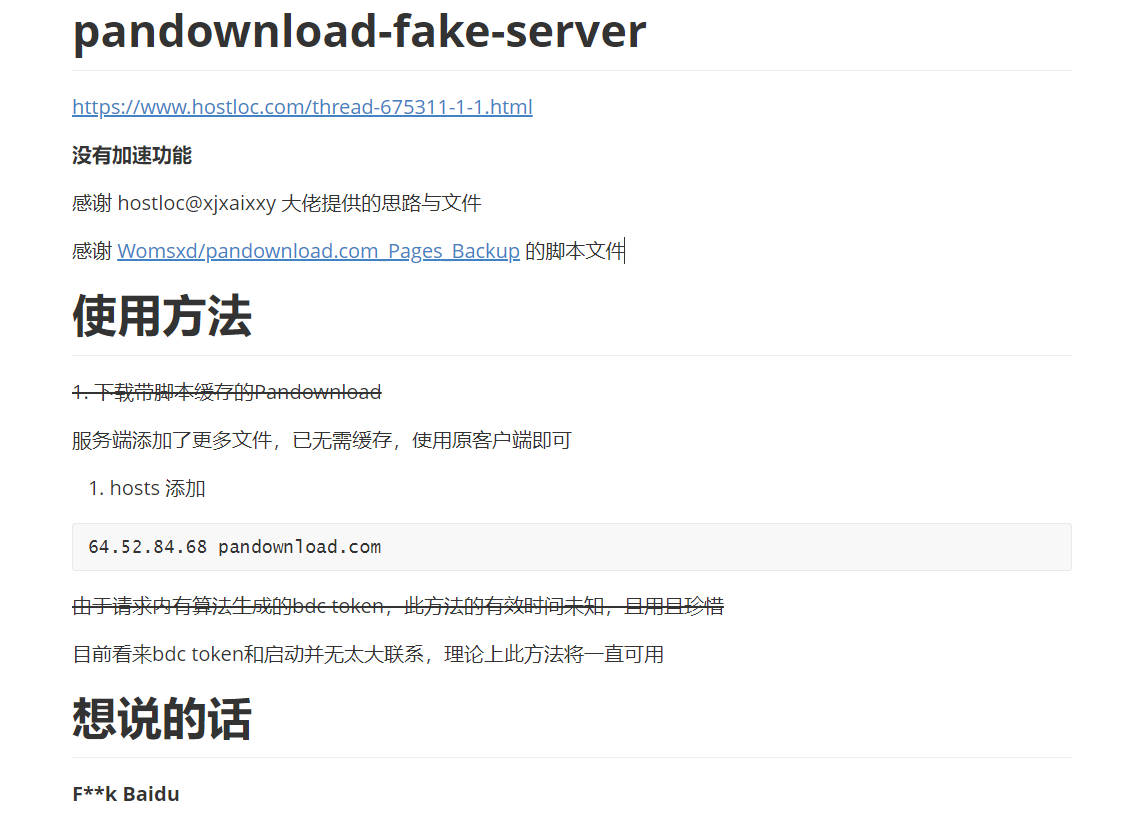 pandownload-fake-server
https://www.hostloc.com/thread-675311-1-1.html
没有加速功能
感谢 hostloc@xjxaixxy 大佬提供的思路与文件
感谢 Womsxd/pandownload.com_Pages_Backup 的脚本文件
使用方法
1. 下载带脚本缓存的Pandownload
服务端添加了更多文件，已无需缓存，使用原客户端即可
1. hosts 添加
64.52.84.68 pandownload.com
由于请求内有算法生成的bdc token，此方法的有效时间未知，且用且珍惜
目前看来bdc token和启动并无太大联系，理论上此方法将一直可用
想说的话
F**k Baidu